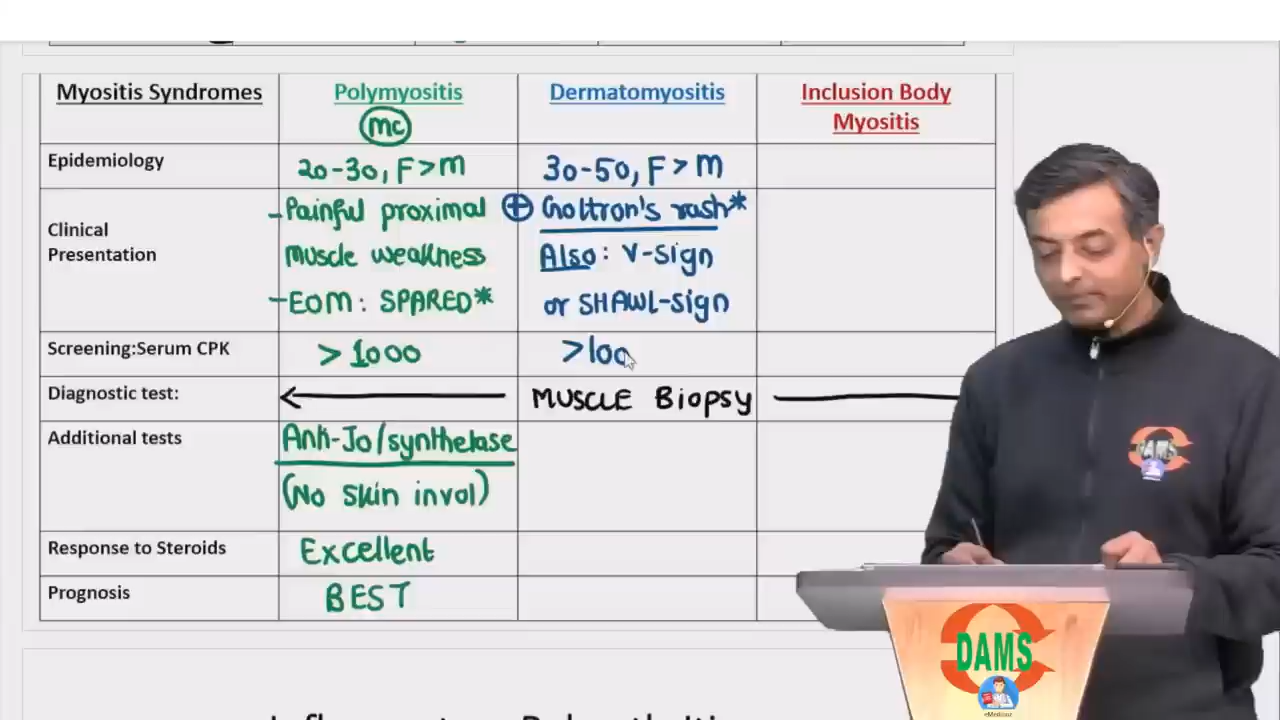 Myositis Syndromes
Polymyositis
Dermatomyositis
Inclusion Body
Myositis
mc
Epidemiology
20-30, F>M
30-50, F>M
Clinical
Presentation
-Painful proximal
muscle weakness
-EOM: SPARED*
+ Gottron's rash*
Also: V-sign
or SHAWL-sign
Screening:Serum CPK
> 1000
>100
Diagnostic test:
MUSCLE Biopsy
Additional tests
Anti-Jo/synthetase
(No skin invol)
Response to Steroids
Excellent
Prognosis
BEST
DAMS
DAMS
eMedicoz